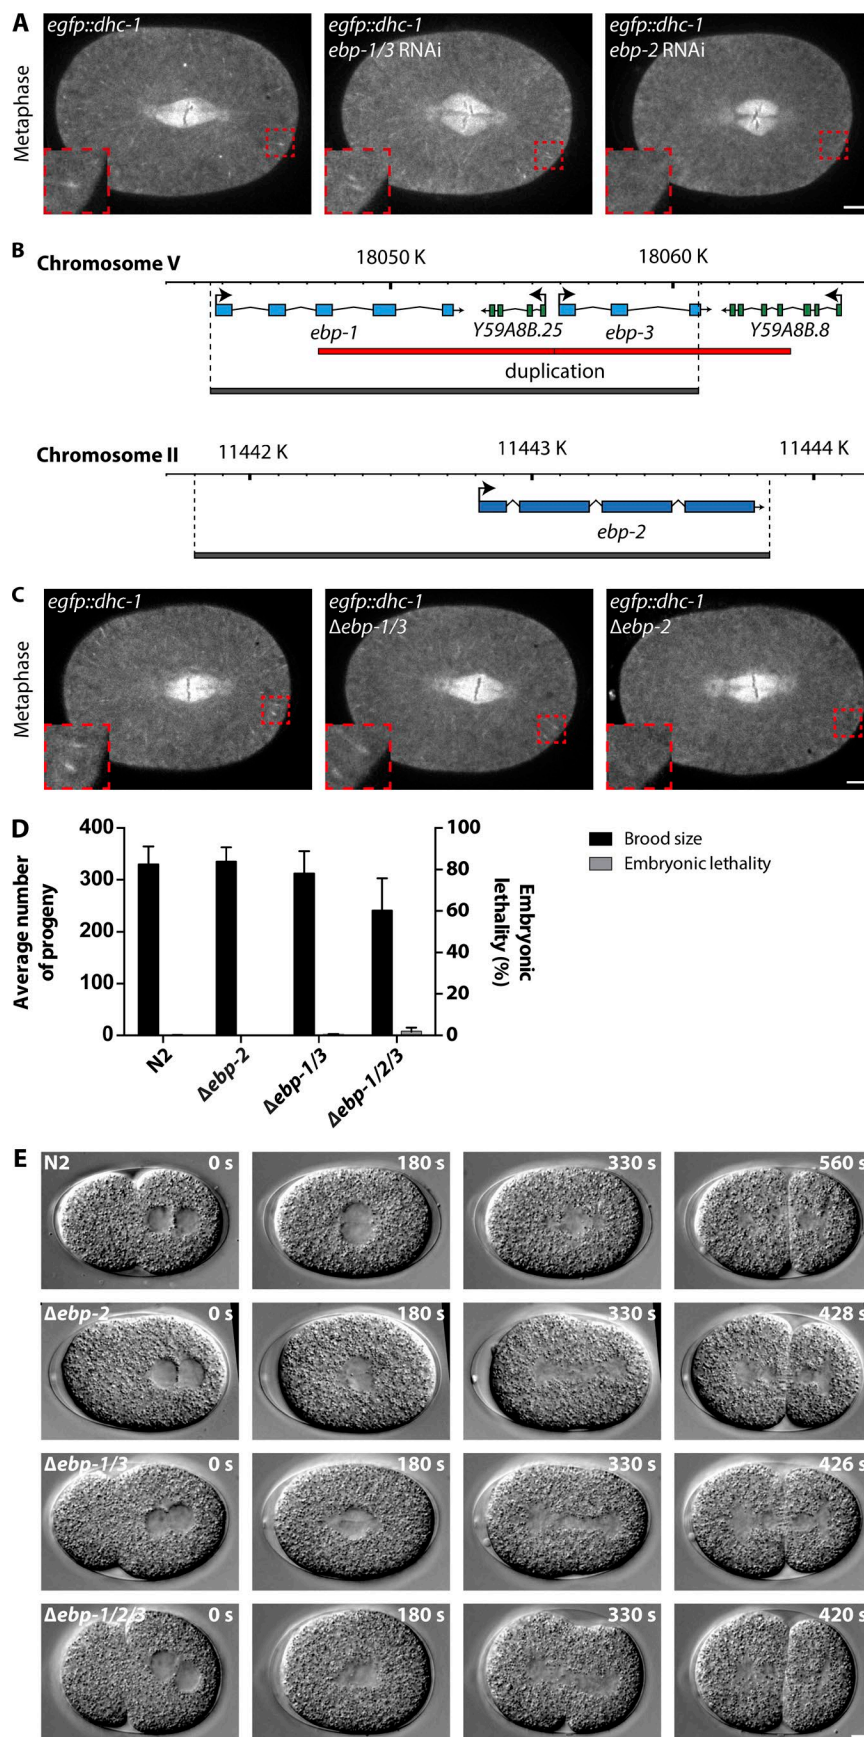 A
egfp::dhc-1
egfp::dhc-1
ebp-1/3 RNAi
egfp::dhc-1
ebp-2 RNAi
Metaphase
B
Chromosome V
18050 K
18060 K
ebp-1
Y59A8B.25
ebp-3
Y59A8B.8
duplication
Chromosome II
11442 K
11443 K
11444 K
ebp-2
C
egfp::dhc-1
egfp::dhc-1
Δebp-1/3
egfp::dhc-1
Δebp-2
Metaphase
D
Average number
of progeny
400
300
200
100
0
100
80
60
40
20
0
Embryonic
lethality (%)
Brood size
Embryonic lethality
N2
Δebp-2
Δebp-1/3
Δebp-1/2/3
E
N2
0 s
180 s
330 s
560 s
Δebp-2
0 s
180 s
330 s
428 s
Δebp-1/3
0 s
180 s
330 s
426 s
Δebp-1/2/3
0 s
180 s
330 s
420 s